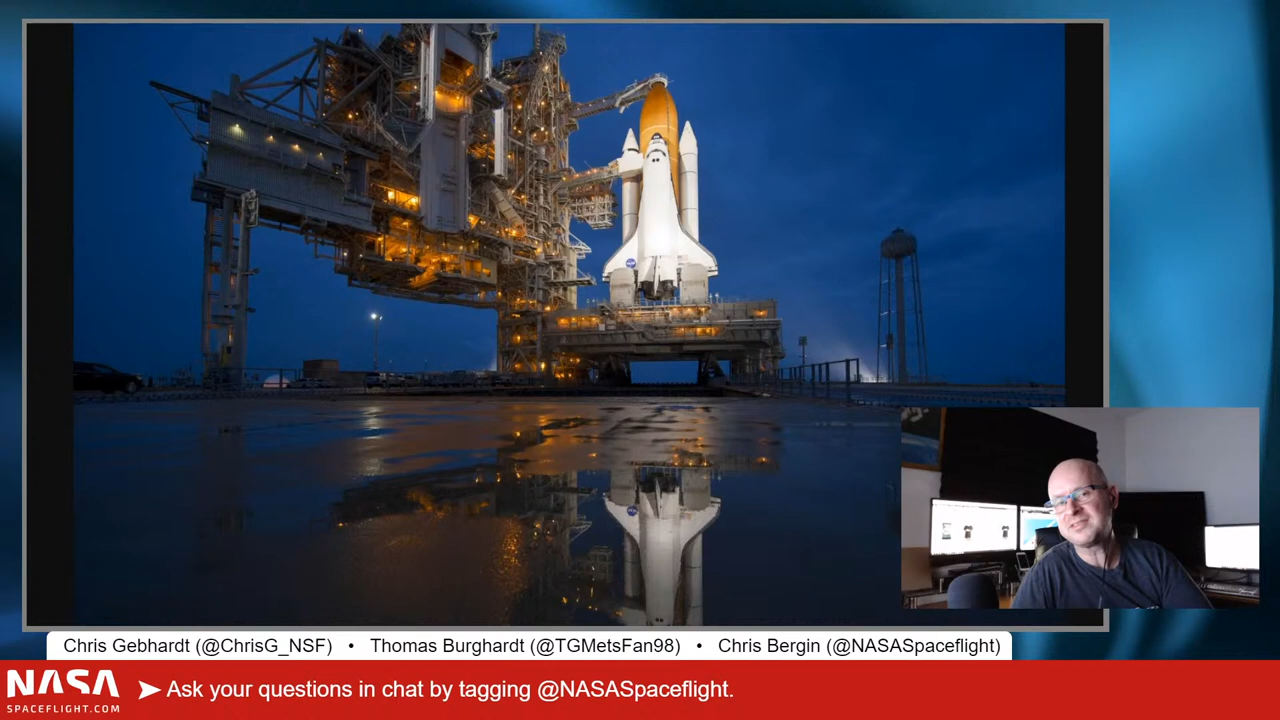 Chris Gebhardt (@ChrisG_NSF) • Thomas Burghardt (@TGMetsFan98) • Chris Bergin (@NASASpaceflight)
NASA
SPACEFLIGHT.COM
Ask your questions in chat by tagging @NASASpaceflight.